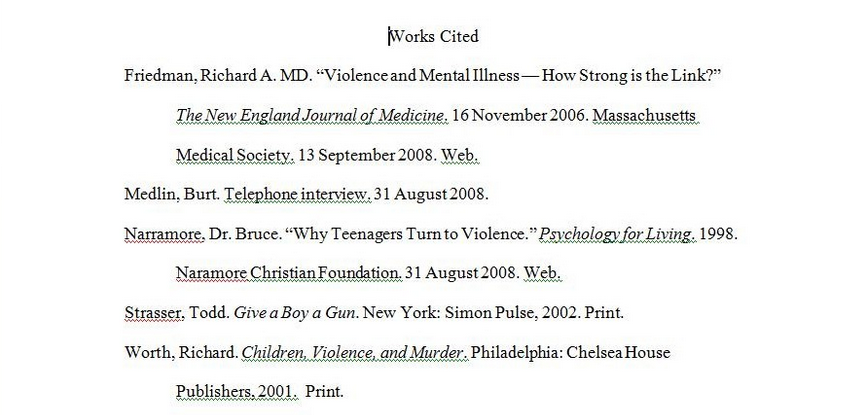 Works Cited
Friedman, Richard A. MD. “Violence and Mental Illness — How Strong is the Link?”
The New England Journal of Medicine. 16 November 2006. Massachusetts
Medical Society. 13 September 2008. Web.
Medlin, Burt. Telephone interview. 31 August 2008.
Narramore, Dr. Bruce. “Why Teenagers Turn to Violence.” Psychology for Living. 1998.
Naramore Christian Foundation. 31 August 2008. Web.
Strasser, Todd. Give a Boy a Gun. New York: Simon Pulse, 2002. Print.
Worth, Richard. Children, Violence, and Murder. Philadelphia: Chelsea House
Publishers, 2001. Print.